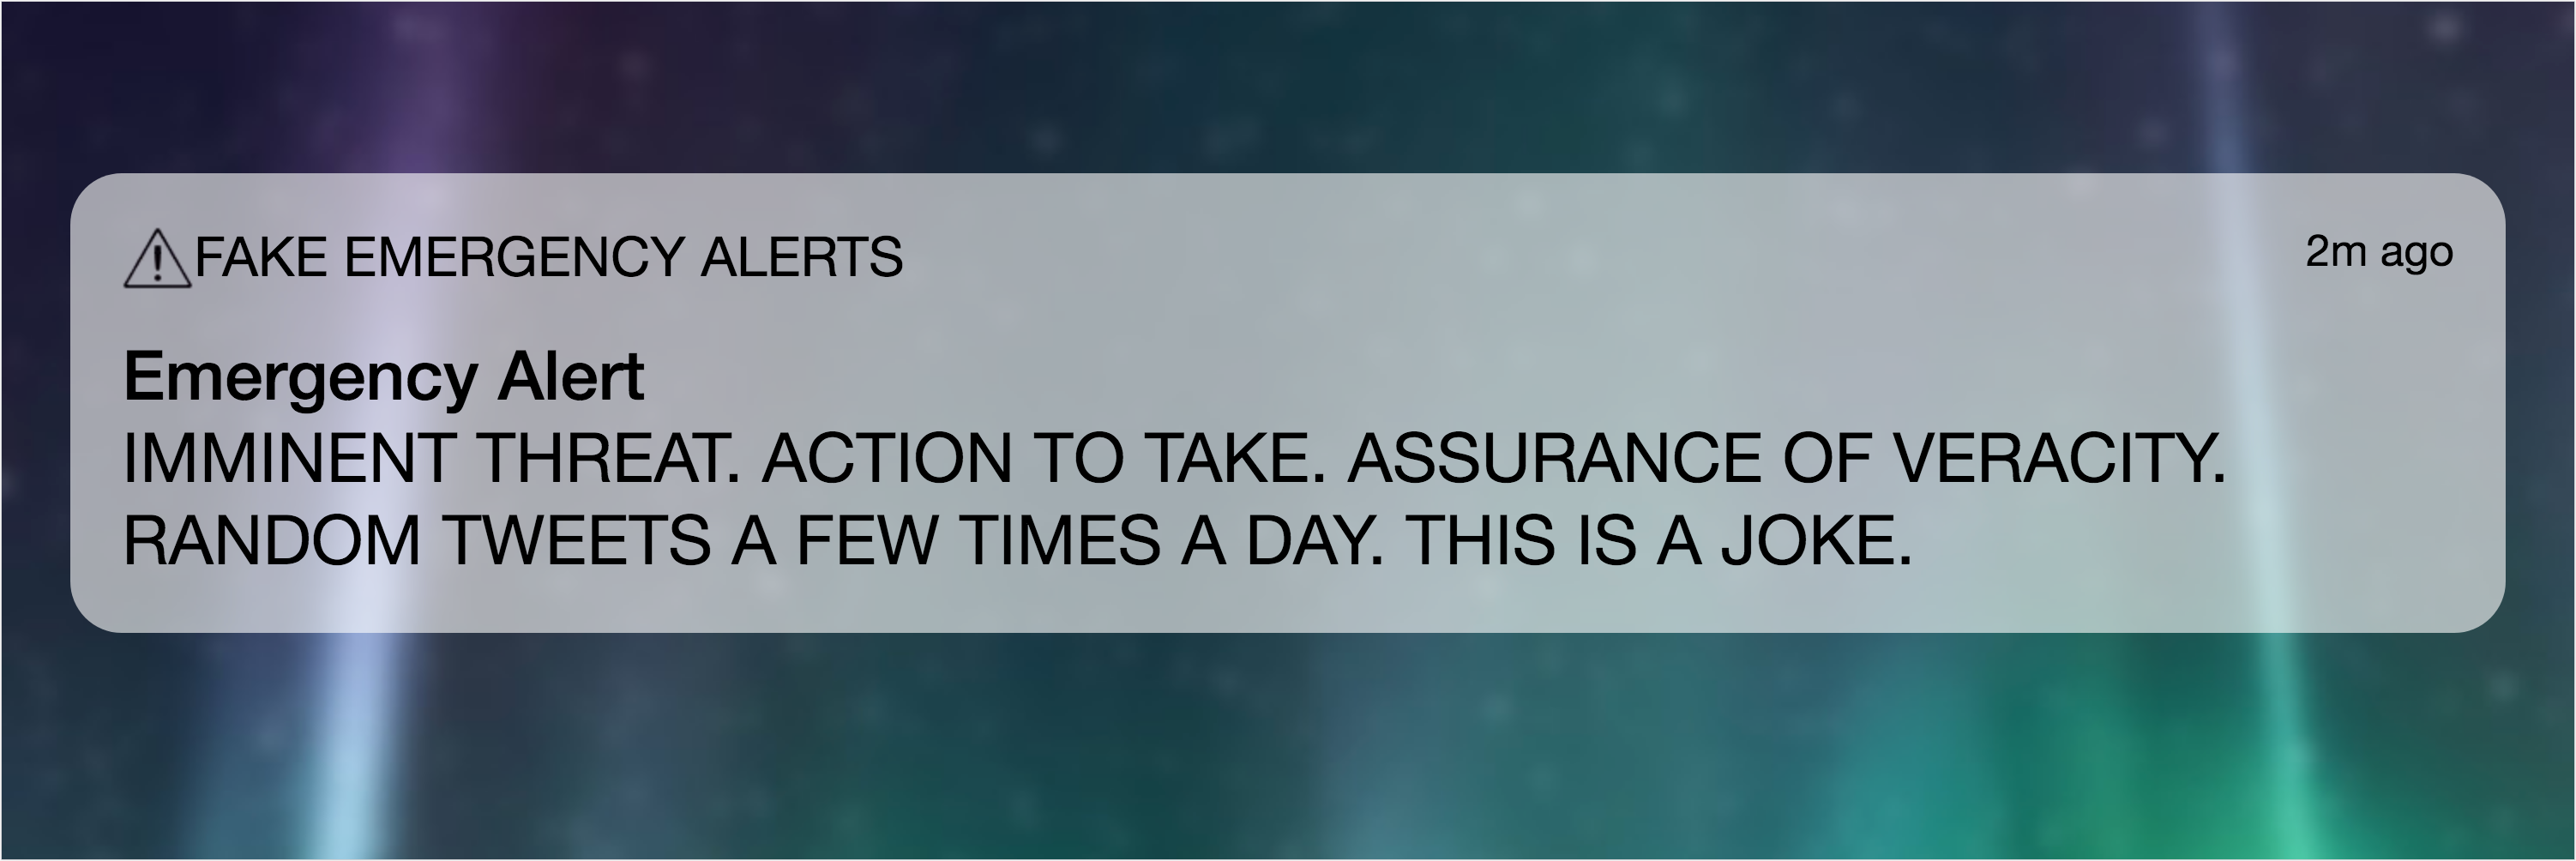 ⚠FAKE EMERGENCY ALERTS 2m ago
Emergency Alert
IMMINENT THREAT. ACTION TO TAKE. ASSURANCE OF VERACITY.
RANDOM TWEETS A FEW TIMES A DAY. THIS IS A JOKE.